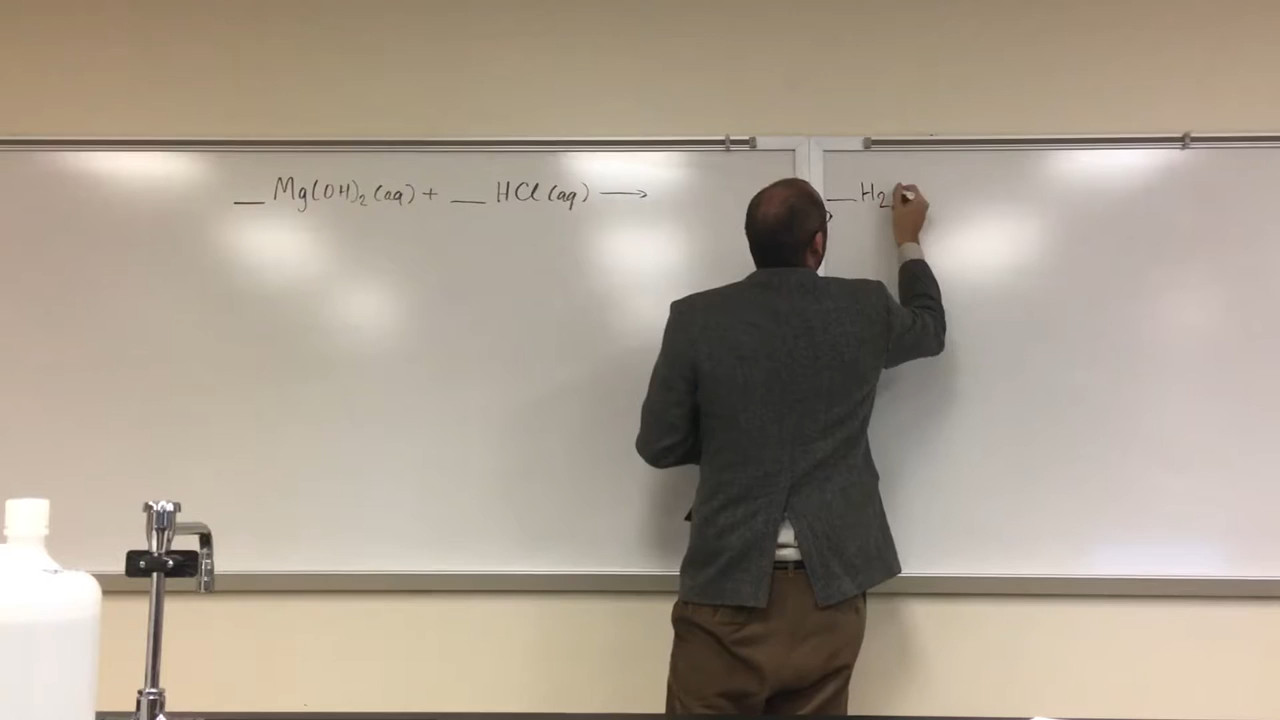 __ Mg(OH)₂ (aq) + __ HCl (aq) ⟶ __ H₂